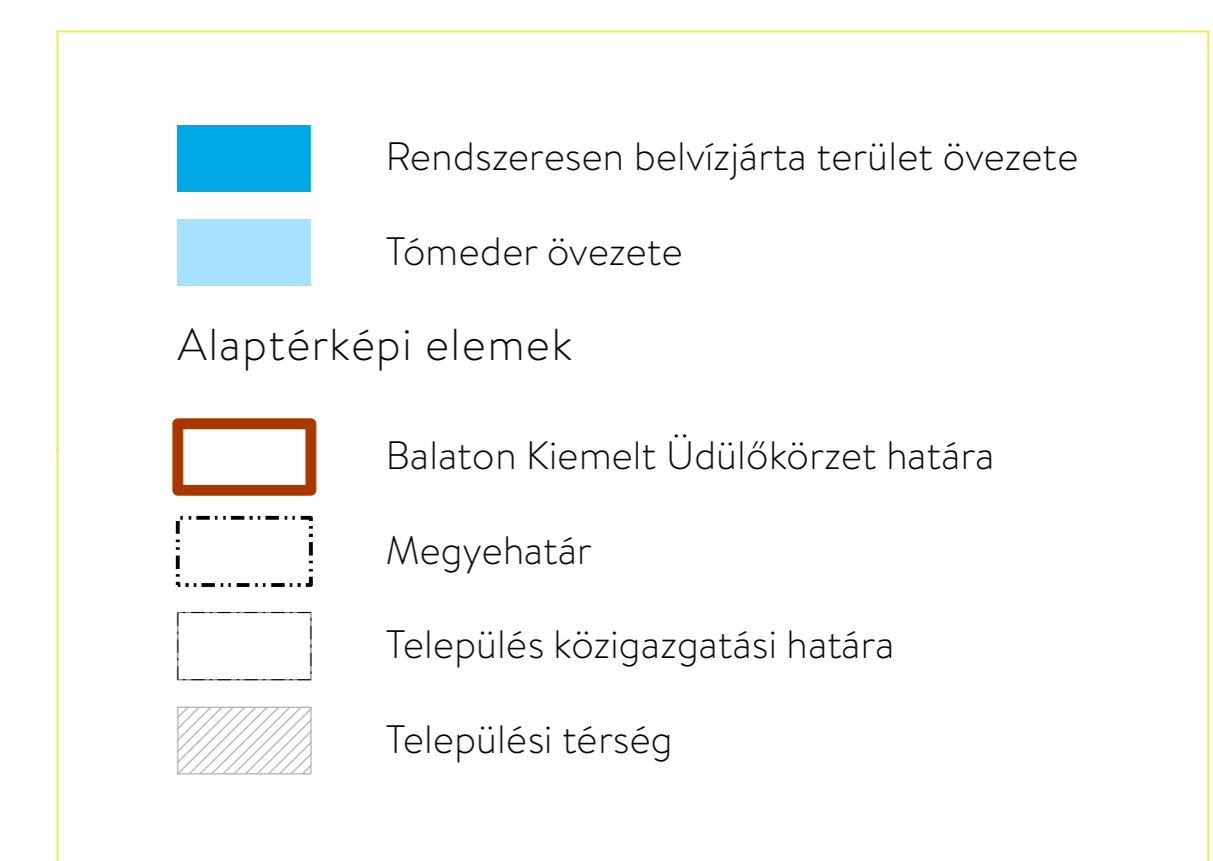 Rendszeresen belvízjárta terület övezete
Tómeder övezete
Alaptérképi elemek
Balaton Kiemelt Üdülőkörzet határa
Megyehatár
Település közigazgatási határa
Települési térség